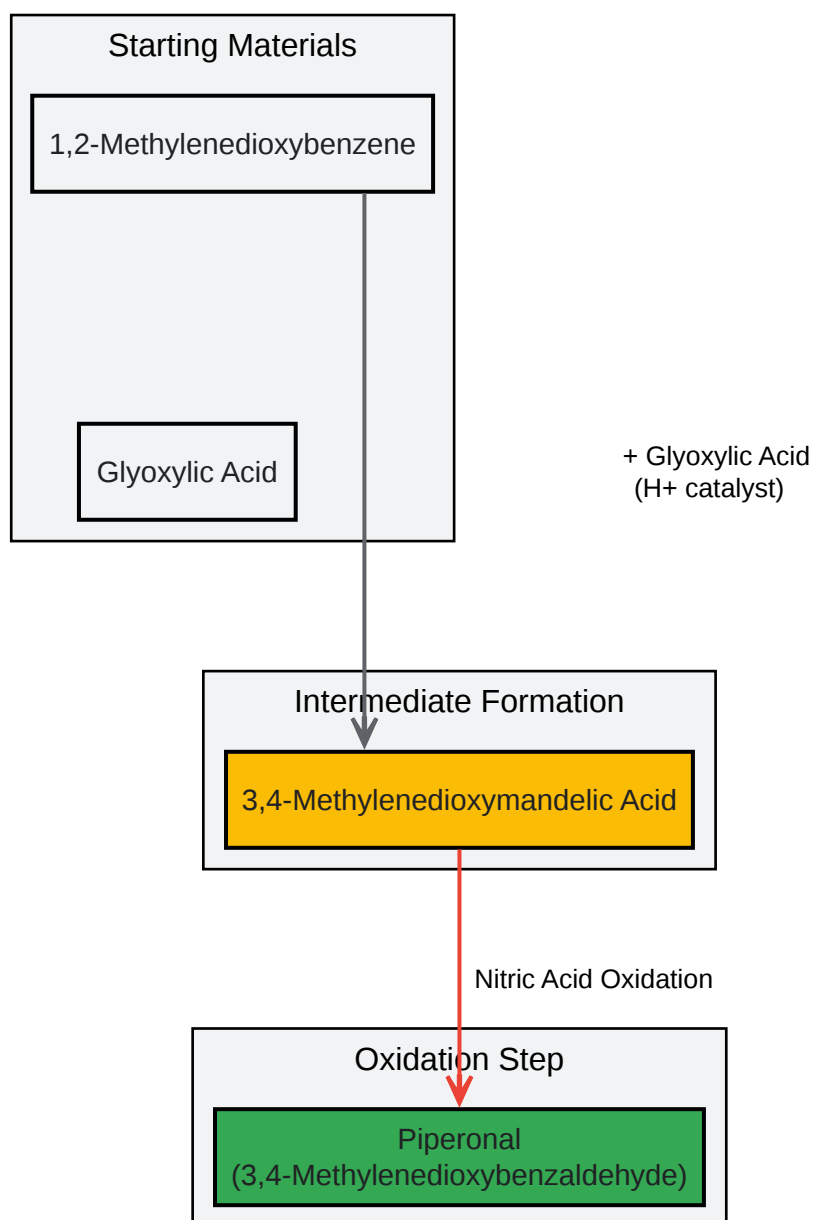 Starting Materials
1,2-Methylenedioxybenzene
Glyoxylic Acid
+ Glyoxylic Acid
(H+ catalyst)
Intermediate Formation
3,4-Methylenedioxymandelic Acid
Nitric Acid Oxidation
Oxidation Step
Piperonal
(3,4-Methylenedioxybenzaldehyde)